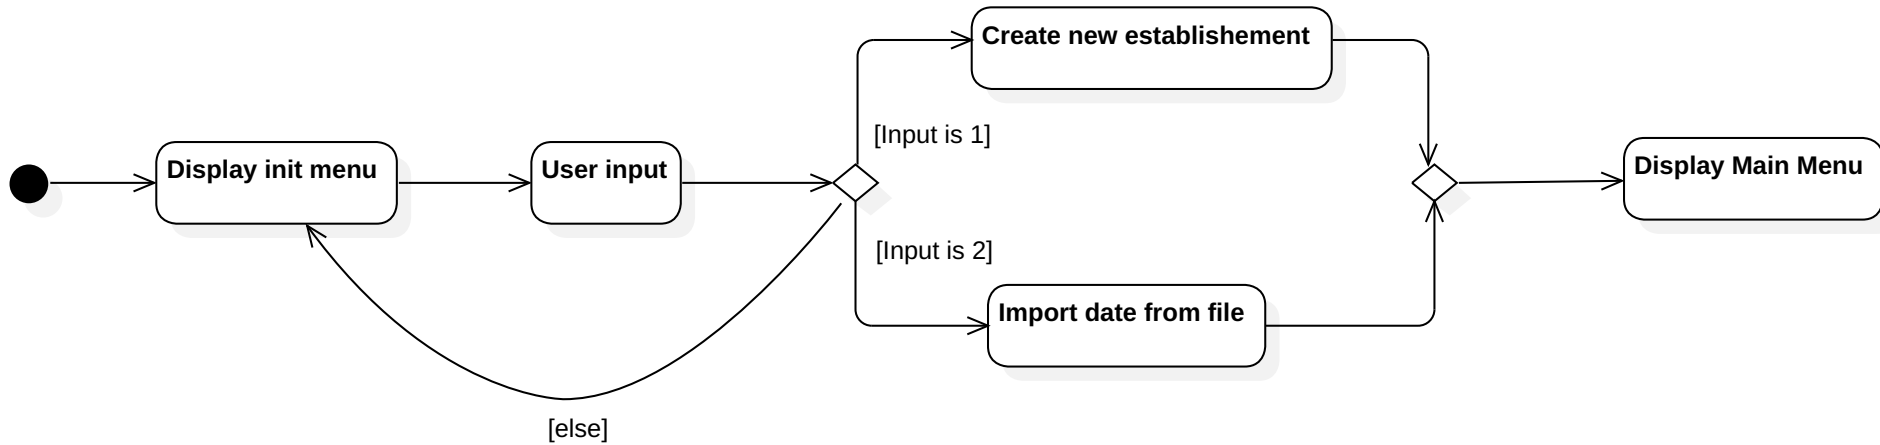 Create new establishement
[Input is 1]
Display init menu
User input
Display Main Menu
[Input is 2]
Import date from file
[else]